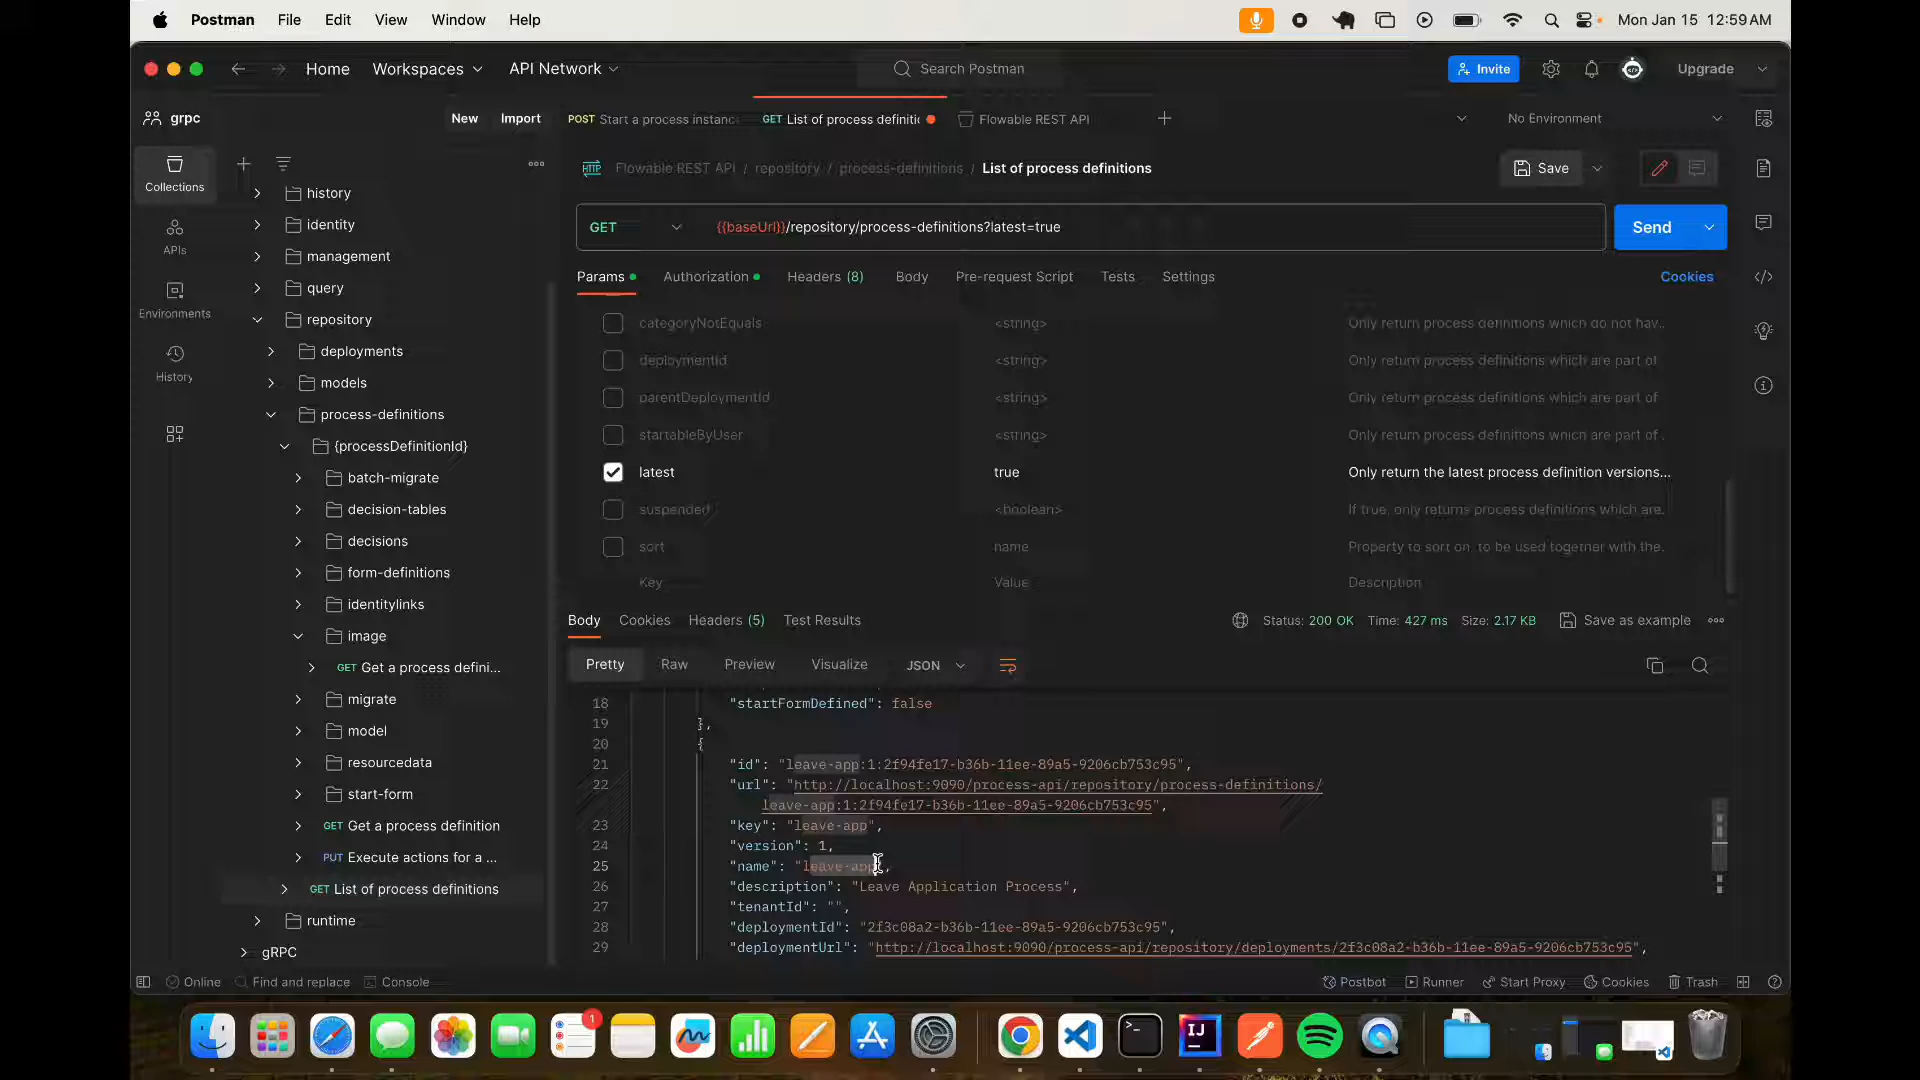 Postman File Edit View Window Help Mon Jan 15 12:59 AM
Home Workspaces API Network Search Postman Invite Upgrade
grpc New Import POST Start a process instanc GET List of process definitic Flowable REST API No Environment
Flowable REST API / repository / process-definitions / List of process definitions Save
Collections
APIs
Environments
History
history
identity
management
query
repository
deployments
models
process-definitions
{processDefinitionId}
batch-migrate
decision-tables
decisions
form-definitions
identitylinks
image
GET Get a process defini...
migrate
model
resourcedata
start-form
GET Get a process definition
PUT Execute actions for a ...
GET List of process definitions
runtime
gRPC
GET {{baseUrl}}/repository/process-definitions?latest=true Send
Params Authorization Headers (8) Body Pre-request Script Tests Settings Cookies
categoryNotEquals <string> Only return process definitions which do not hav..
deploymentId <string> Only return process definitions which are part of
parentDeploymentId <string> Only return process definitions which are part of
startableByUser <string> Only return process definitions which are part of .
latest true Only return the latest process definition versions...
suspended <boolean> If true, only returns process definitions which are.
sort name Property to sort on, to be used together with the.
Key Value Description
Body Cookies Headers (5) Test Results Status: 200 OK Time: 427 ms Size: 2.17 KB Save as example
Pretty Raw Preview Visualize JSON
18 "startFormDefined": false
19 },
20 {
21 "id": "leave-app:1:2f94fe17-b36b-11ee-89a5-9206cb753c95",
22 "url": "http://localhost:9090/process-api/repository/process-definitions/
leave-app:1:2f94fe17-b36b-11ee-89a5-9206cb753c95",
23 "key": "leave-app",
24 "version": 1,
25 "name": "leave-app",
26 "description": "Leave Application Process",
27 "tenantId": "",
28 "deploymentId": "2f3c08a2-b36b-11ee-89a5-9206cb753c95",
29 "deploymentUrl": "http://localhost:9090/process-api/repository/deployments/2f3c08a2-b36b-11ee-89a5-9206cb753c95",
Online Find and replace Console Postbot Runner Start Proxy Cookies Trash
1